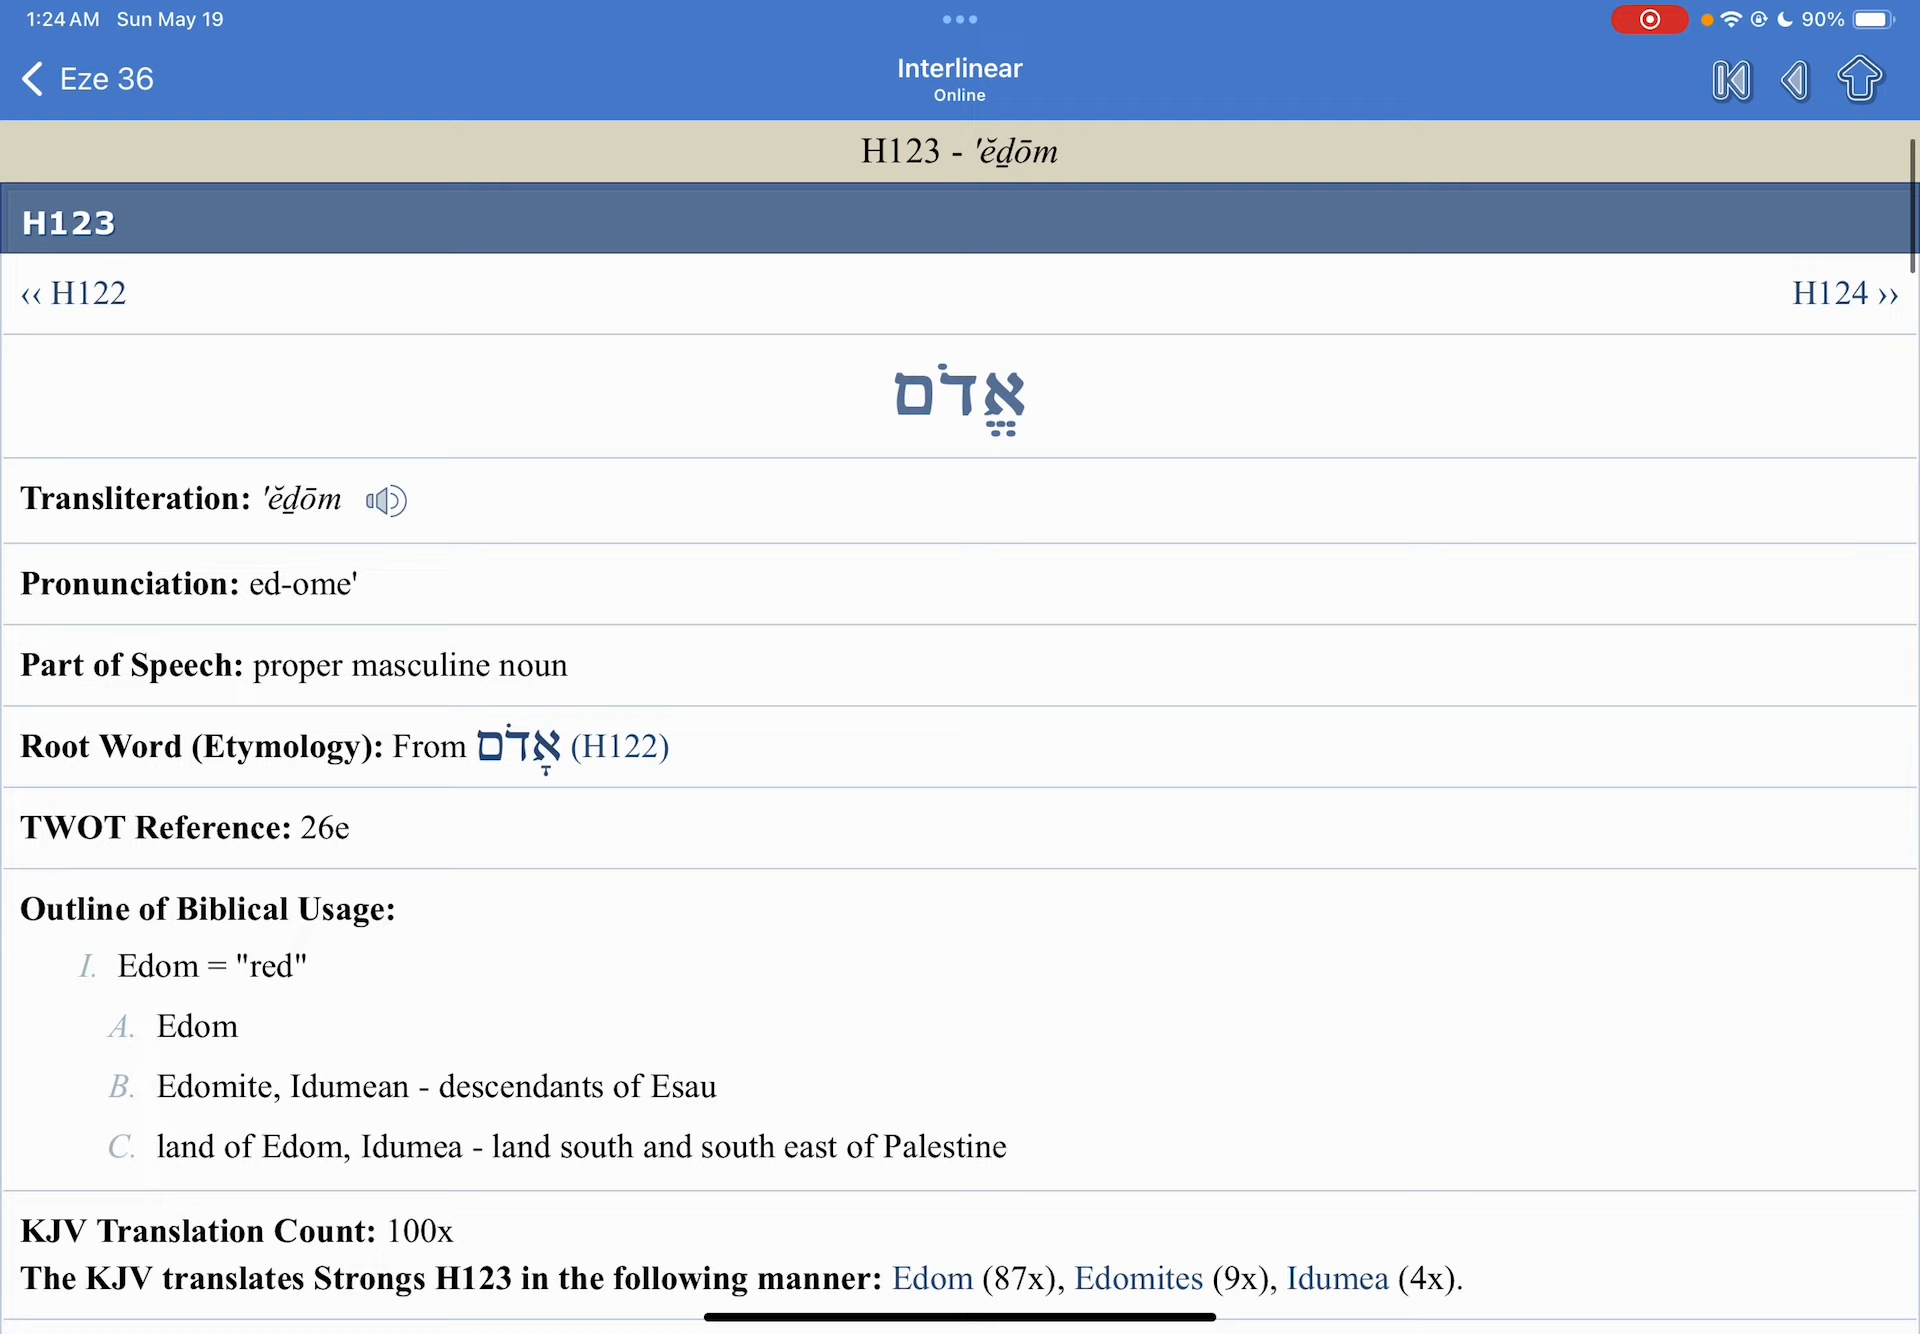 1:24 AM Sun May 19
90%
Eze 36
Interlinear
Online
H123 - 'ĕḏōm
H123
‹‹ H122
H124 ››
אֱדֹם
Transliteration: 'ĕḏōm
Pronunciation: ed-ome'
Part of Speech: proper masculine noun
Root Word (Etymology): From אָדֹם (H122)
TWOT Reference: 26e
Outline of Biblical Usage:
I. Edom = "red"
A. Edom
B. Edomite, Idumean - descendants of Esau
C. land of Edom, Idumea - land south and south east of Palestine
KJV Translation Count: 100x
The KJV translates Strongs H123 in the following manner: Edom (87x), Edomites (9x), Idumea (4x).